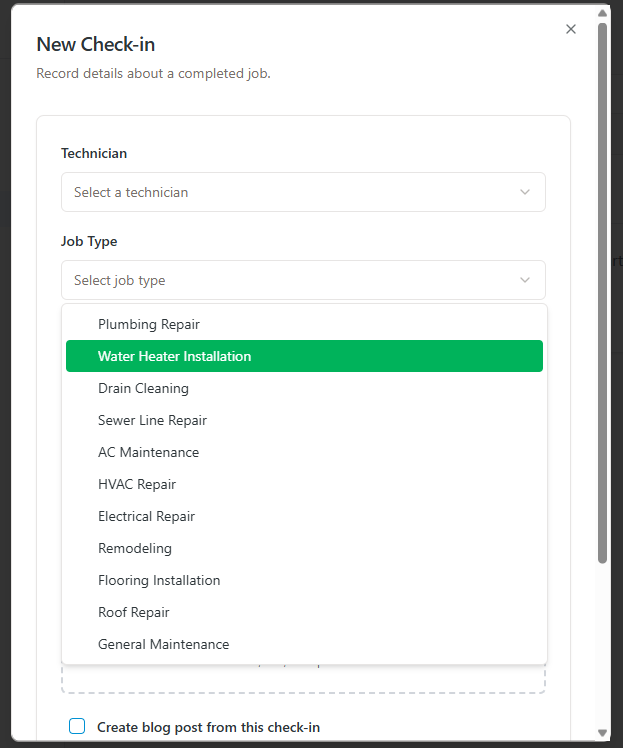 New Check-in
Record details about a completed job.
Technician
Select a technician
Job Type
Select job type
Plumbing Repair
Water Heater Installation
Drain Cleaning
Sewer Line Repair
AC Maintenance
HVAC Repair
Electrical Repair
Remodeling
Flooring Installation
Roof Repair
General Maintenance
Create blog post from this check-in